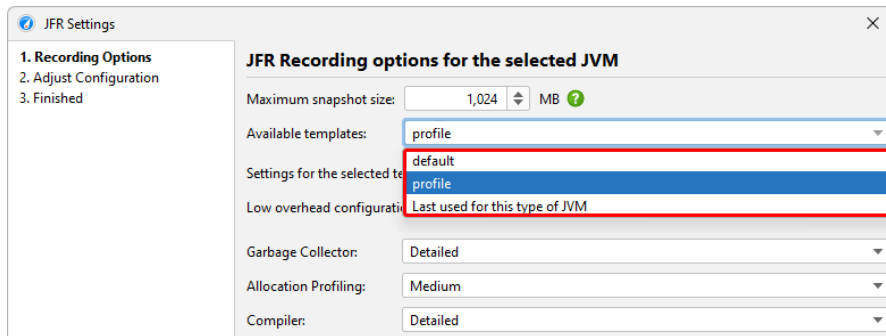 JFR Settings
1. Recording Options
2. Adjust Configuration
3. Finished
JFR Recording options for the selected JVM
Maximum snapshot size: 1,024 MB
Available templates: profile
default
Settings for the selected te
profile
Low overhead configurati
Last used for this type of JVM
Garbage Collector: Detailed
Allocation Profiling: Medium
Compiler: Detailed